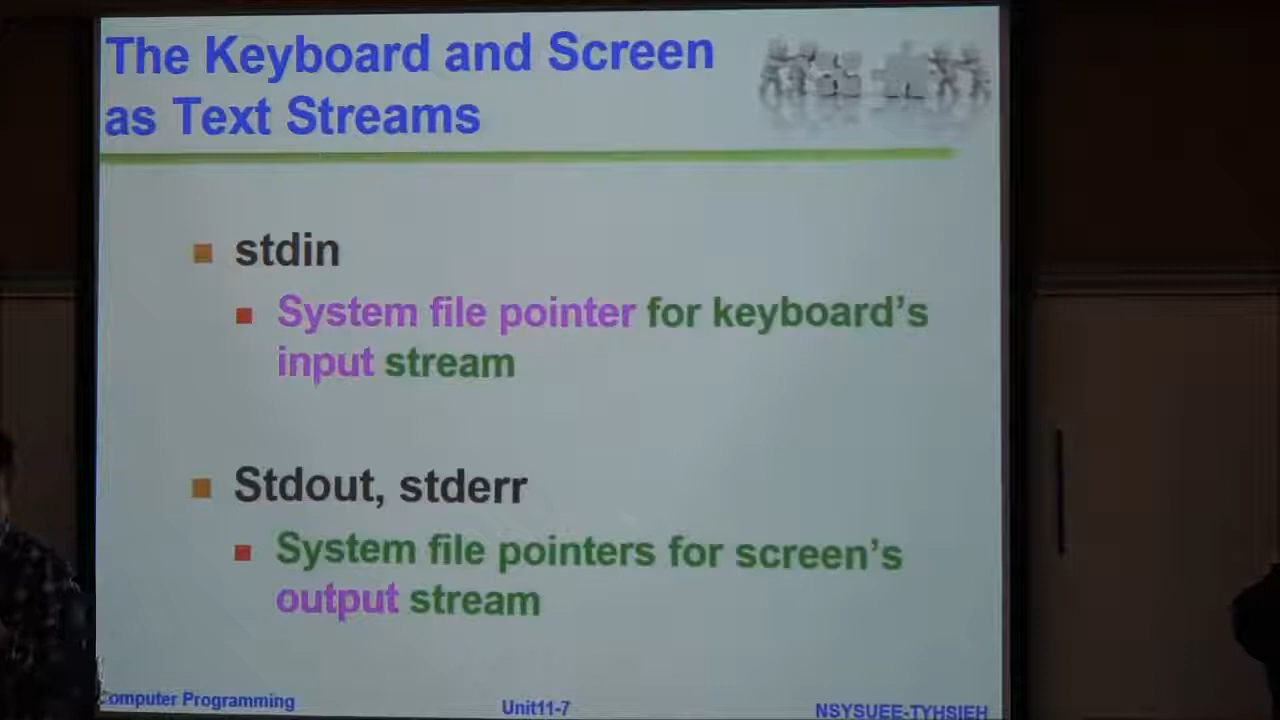 The Keyboard and Screen
as Text Streams
stdin
System file pointer for keyboard's
input stream
Stdout, stderr
System file pointers for screen's
output stream
Computer Programming
Unit11-7
NSYSUEE-TYHSIEH